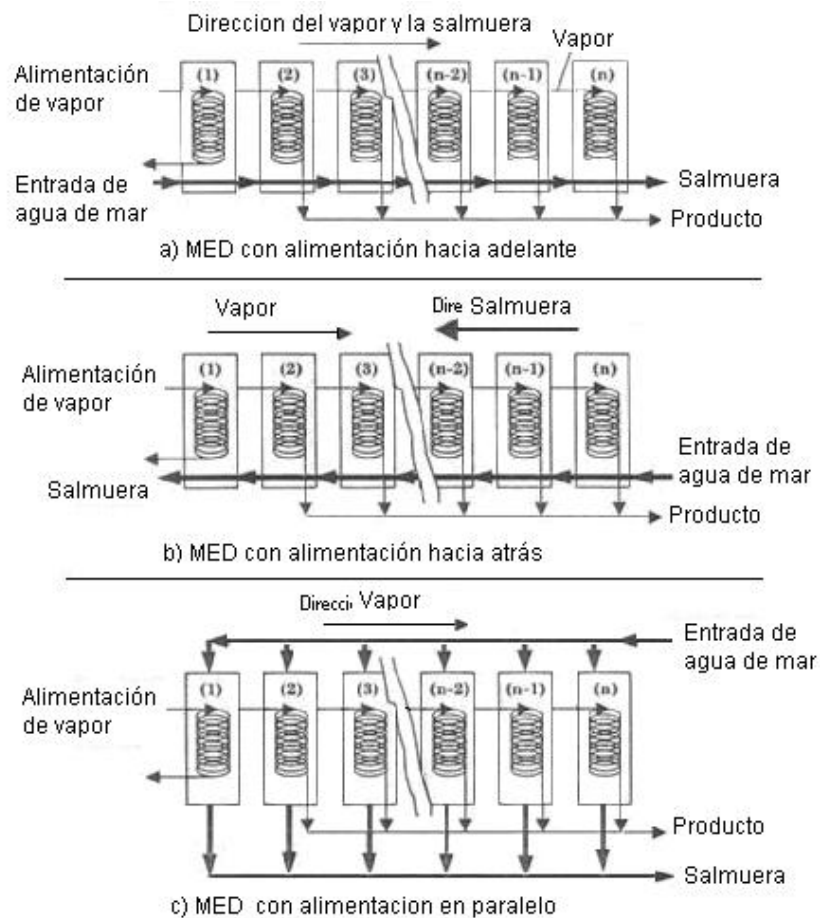 Direccion del vapor y la salmuera
Vapor
Alimentación
de vapor
(1) (2) (3) (n-2) (n-1) (n)
Entrada de
agua de mar
Salmuera
Producto
a) MED con alimentación hacia adelante
Vapor
Dire Salmuera
Alimentación
de vapor
(1) (2) (3) (n-2) (n-1) (n)
Entrada de
agua de mar
Salmuera
Producto
b) MED con alimentación hacia atrás
Direcci Vapor
Entrada de
agua de mar
Alimentación
de vapor
(1) (2) (3) (n-2) (n-1) (n)
Producto
Salmuera
c) MED con alimentacion en paralelo